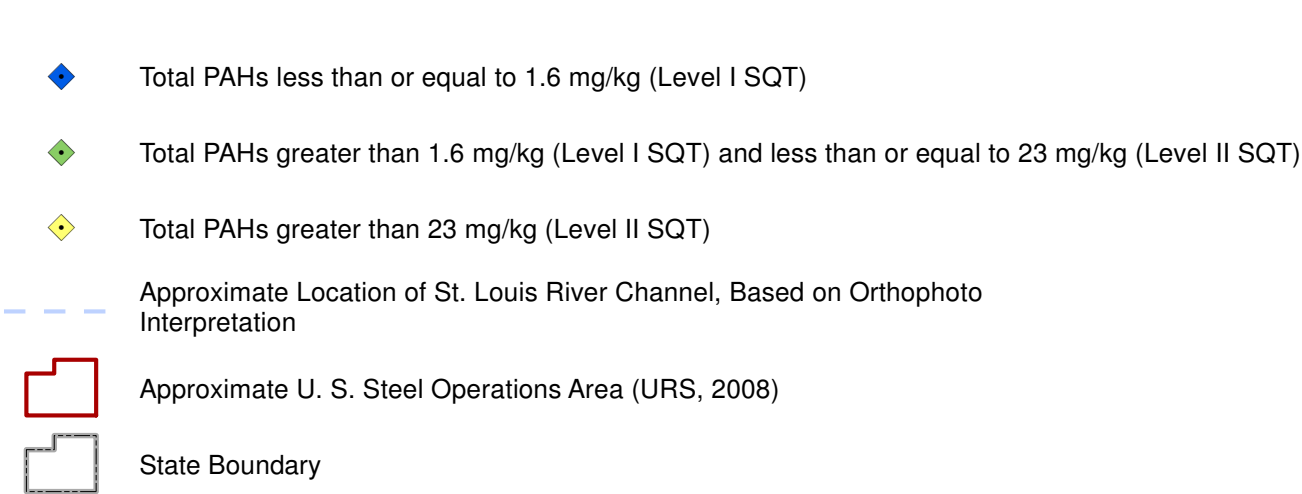 Total PAHs less than or equal to 1.6 mg/kg (Level I SQT)
Total PAHs greater than 1.6 mg/kg (Level I SQT) and less than or equal to 23 mg/kg (Level II SQT)
Total PAHs greater than 23 mg/kg (Level II SQT)
Approximate Location of St. Louis River Channel, Based on Orthophoto
Interpretation
Approximate U. S. Steel Operations Area (URS, 2008)
State Boundary